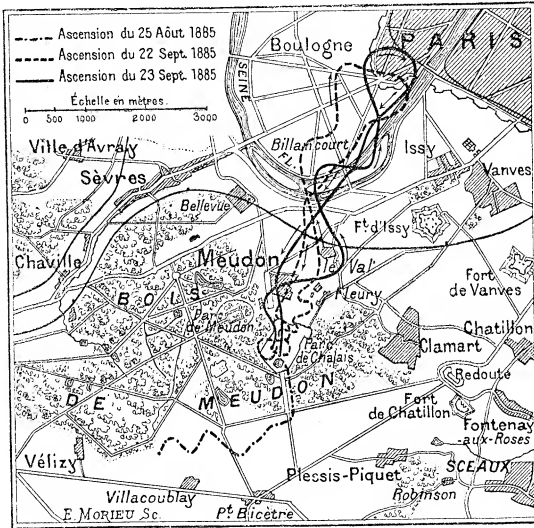 Ascension du 25 Aôut 1885
Ascension du 22 Sept. 1885
Ascension du 23 Sept. 1885
Échelle en mètres.
0 500 1000 2000 3000
PARIS
Boulogne
SEINE
Ville d'Avray
Billancourt
FL.
Issy
Sèvres
Vanves
Bellevue
Ft. d'Issy
Chaville
Meudon
Val
Fleury
Fort
de Vanves
BOIS
Parc
de Meudon
Parc
de Chalais
Chatillon
Clamart
Redoute
DE
MEUDON
Fort
de Chatillon
Fontenay
-aux-Roses
Vélizy
Plessis-Piquet
SCEAUX
Villacoublay
Robinson
E. MORIEU Sc.
Pt. Bicètre